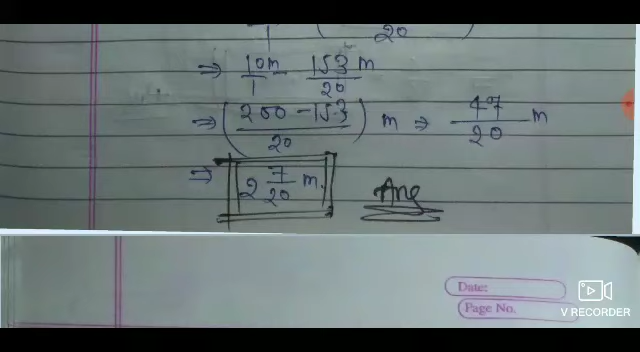 20
⇒ 10m/1 - 153/20 m
⇒ (200-153/20) m ⇒ 47/20 m
⇒ 2 7/20 m. Ans
Date:
Page No.
V RECORDER